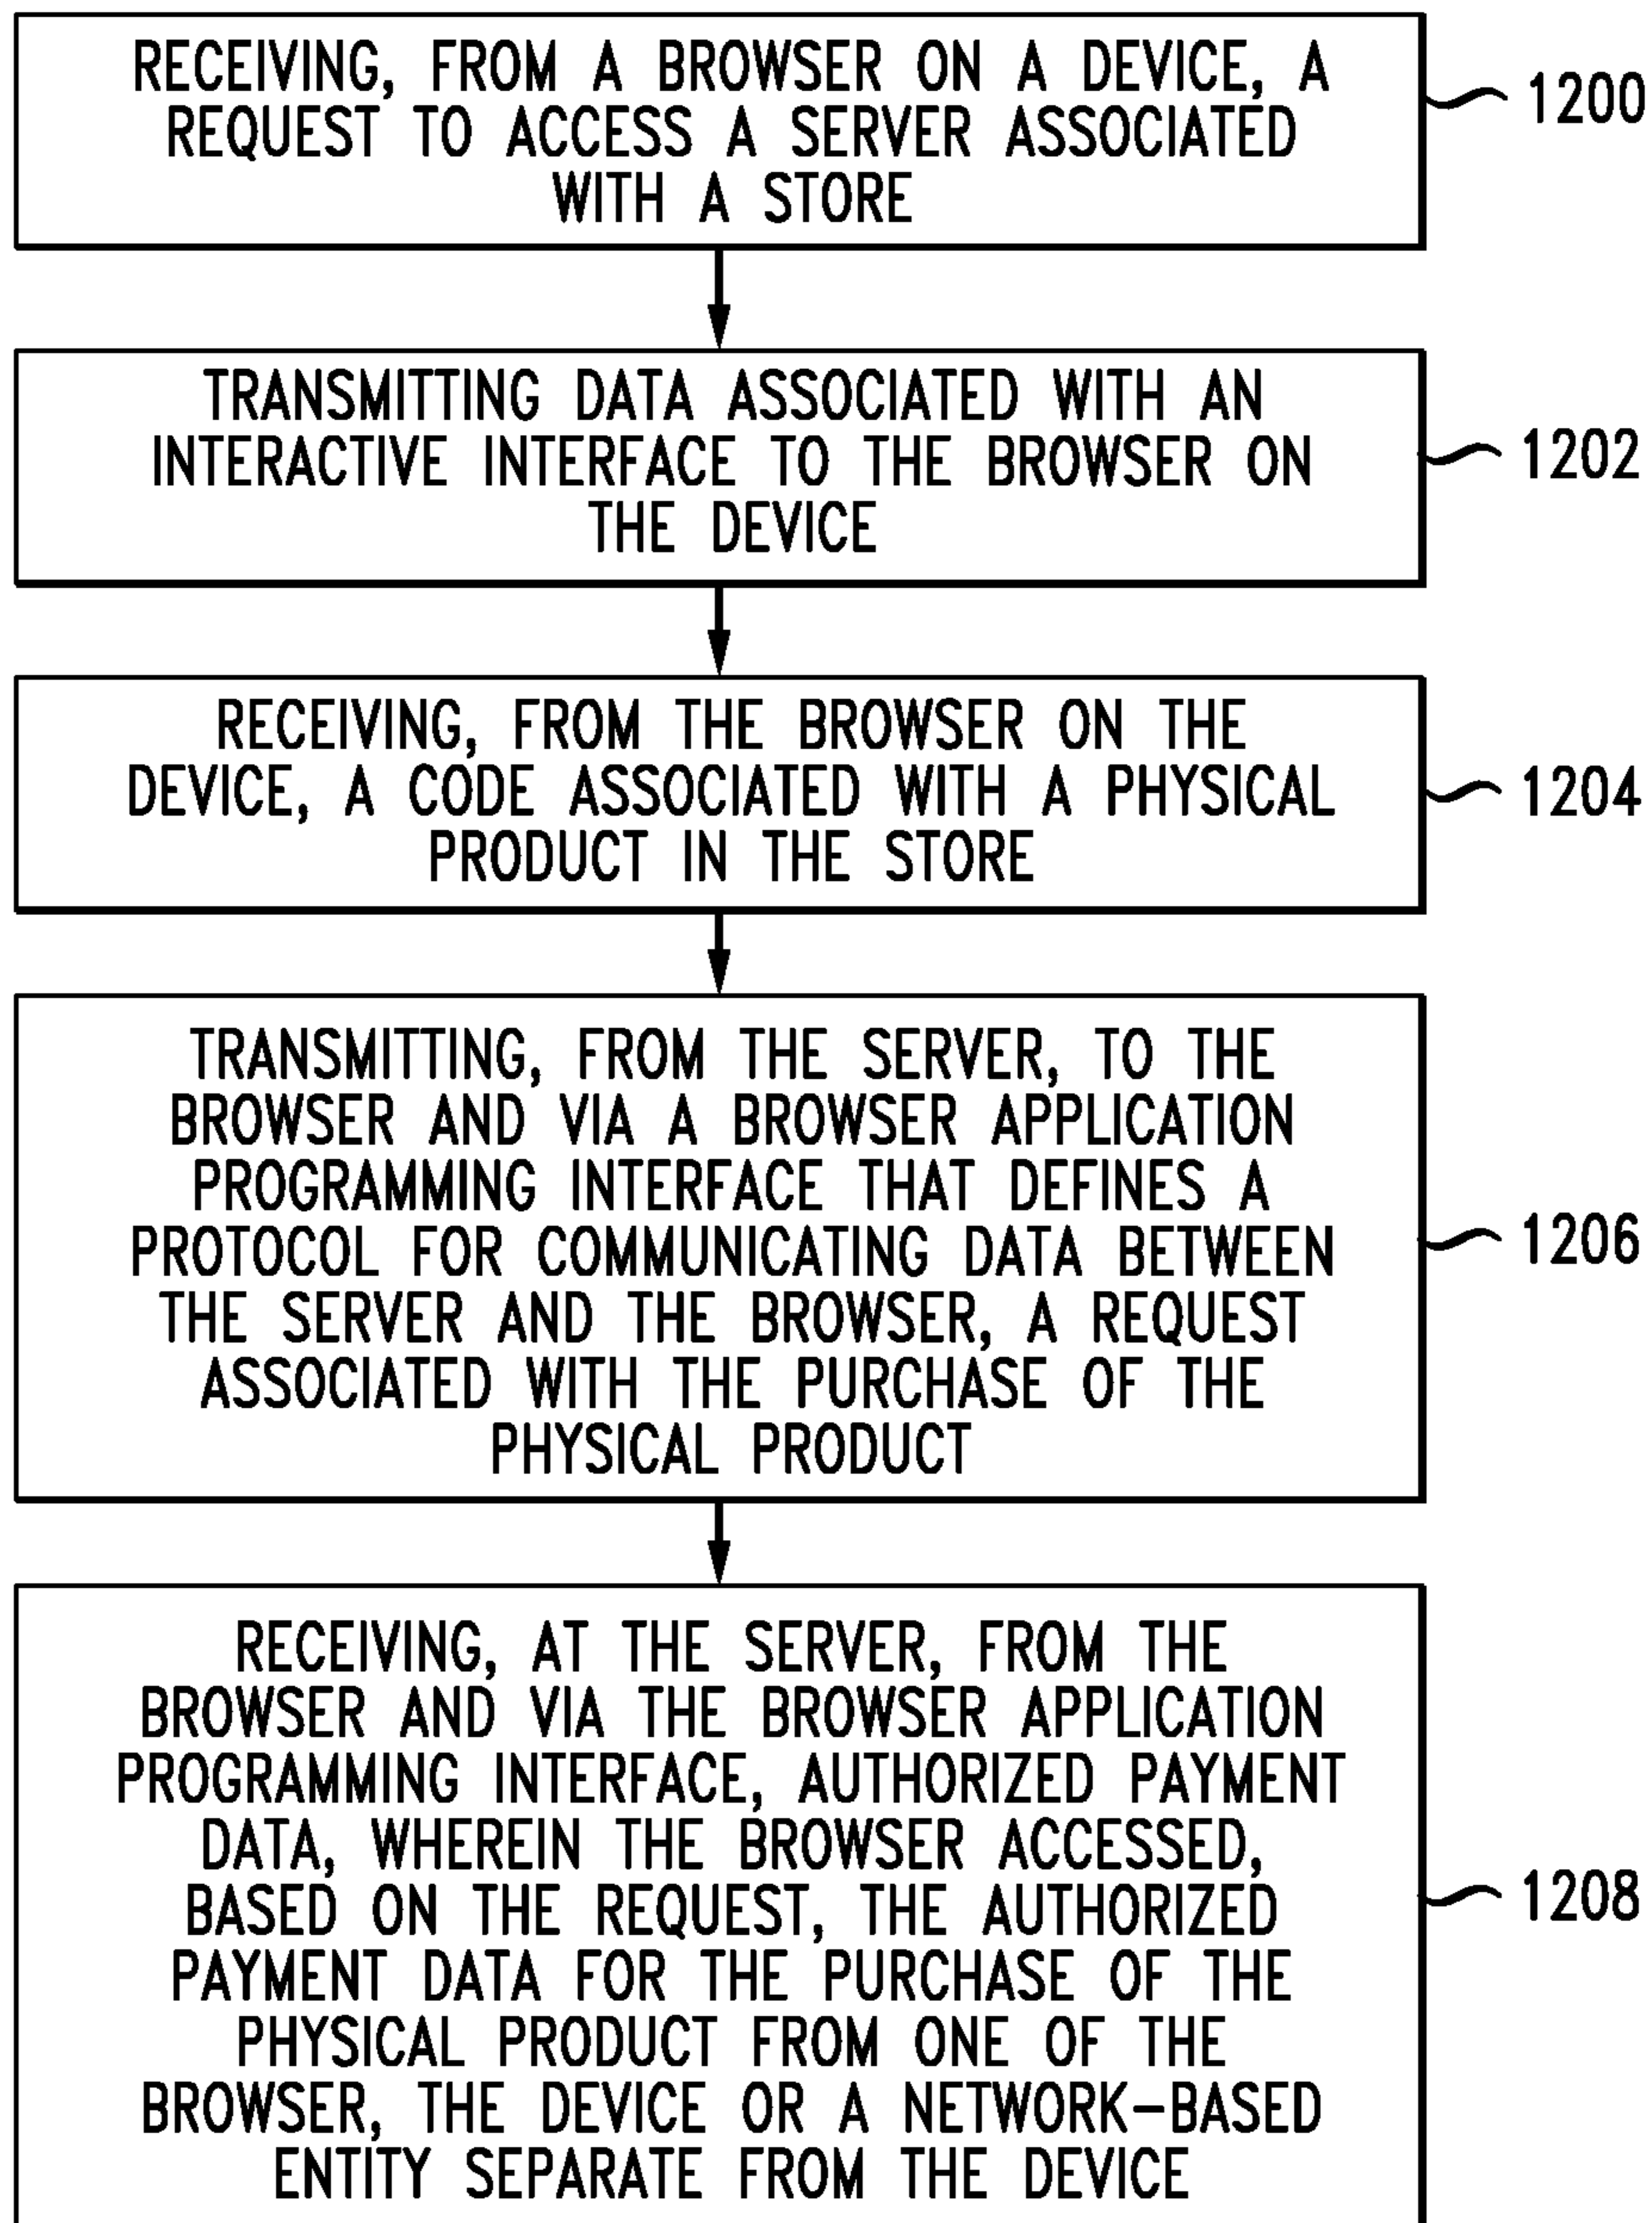 RECEIVING, FROM A BROWSER ON A DEVICE, A
REQUEST TO ACCESS A SERVER ASSOCIATED
WITH A STORE
1200
TRANSMITTING DATA ASSOCIATED WITH AN
INTERACTIVE INTERFACE TO THE BROWSER ON
THE DEVICE
1202
RECEIVING, FROM THE BROWSER ON THE
DEVICE, A CODE ASSOCIATED WITH A PHYSICAL
PRODUCT IN THE STORE
1204
TRANSMITTING, FROM THE SERVER, TO THE
BROWSER AND VIA A BROWSER APPLICATION
PROGRAMMING INTERFACE THAT DEFINES A
PROTOCOL FOR COMMUNICATING DATA BETWEEN
THE SERVER AND THE BROWSER, A REQUEST
ASSOCIATED WITH THE PURCHASE OF THE
PHYSICAL PRODUCT
1206
RECEIVING, AT THE SERVER, FROM THE
BROWSER AND VIA THE BROWSER APPLICATION
PROGRAMMING INTERFACE, AUTHORIZED PAYMENT
DATA, WHEREIN THE BROWSER ACCESSED,
BASED ON THE REQUEST, THE AUTHORIZED
PAYMENT DATA FOR THE PURCHASE OF THE
PHYSICAL PRODUCT FROM ONE OF THE
BROWSER, THE DEVICE OR A NETWORK-BASED
ENTITY SEPARATE FROM THE DEVICE
1208